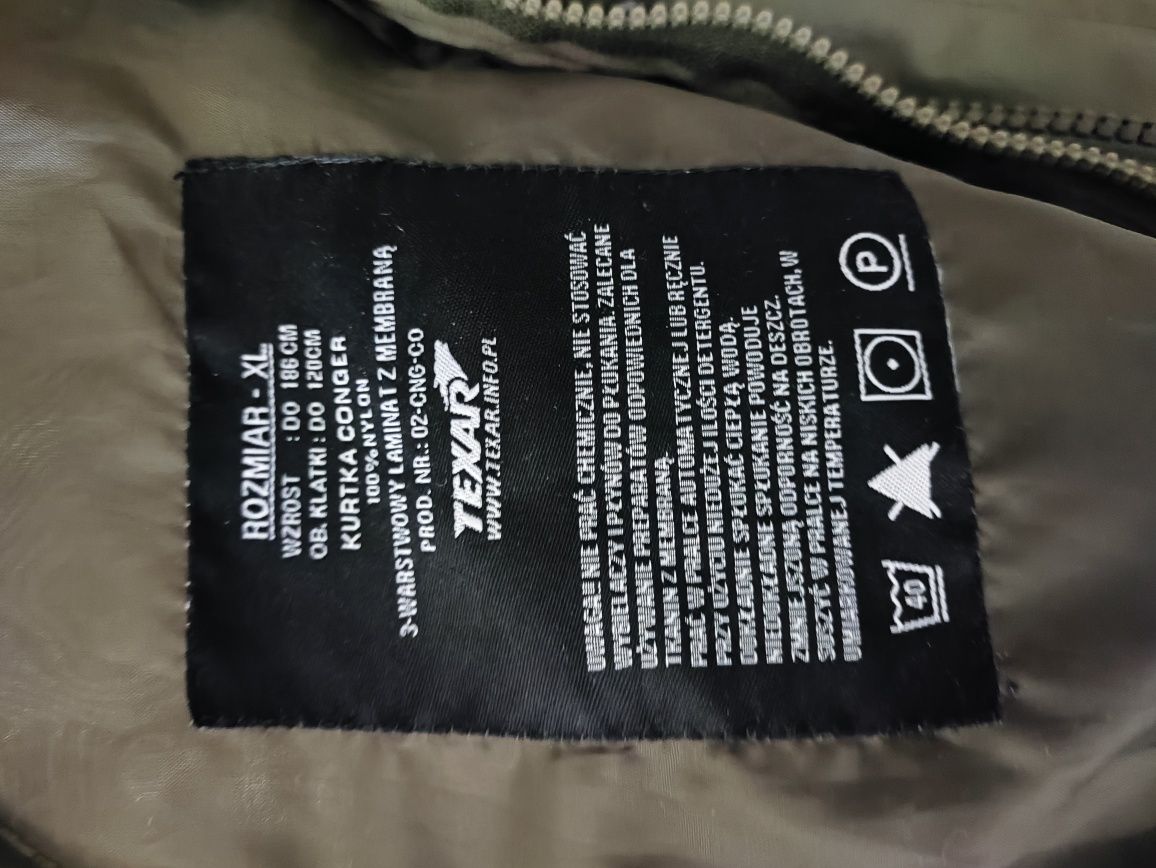 ROZMIAR - XL
WZROST : DO 186 CM
OB. KLATKI : DO 120CM
KURTKA CONGER
100% NYLON
3-WARSTWOWY LAMINAT Z MEMBRANĄ
PROD. NR.: 02-CNG-CO
TEXAR
WWW.TEXAR.INFO.PL
UWAGA! NIE PRAĆ CHEMICZNIE, NIE STOSOWAĆ
WYBIELACZY I PŁYNÓW DO PŁUKANIA. ZALECANE
UŻYWANIE PREPARATÓW ODPOWIEDNICH DLA
TKANIN Z MEMBRANĄ.
PRAĆ W PRALCE AUTOMATYCZNEJ LUB RĘCZNIE
PRZY UŻYCIU NIEDUŻEJ ILOŚCI DETERGENTU.
DOKŁADNIE SPŁUKAĆ CIEPŁĄ WODĄ.
NIEDOKŁADNE SPŁUKANIE POWODUJE
ZMNIEJSZONĄ ODPORNOŚĆ NA DESZCZ.
SUSZYĆ W PRALCE NA NISKICH OBROTACH, W
UMIARKOWANEJ TEMPERATURZE.
40
P